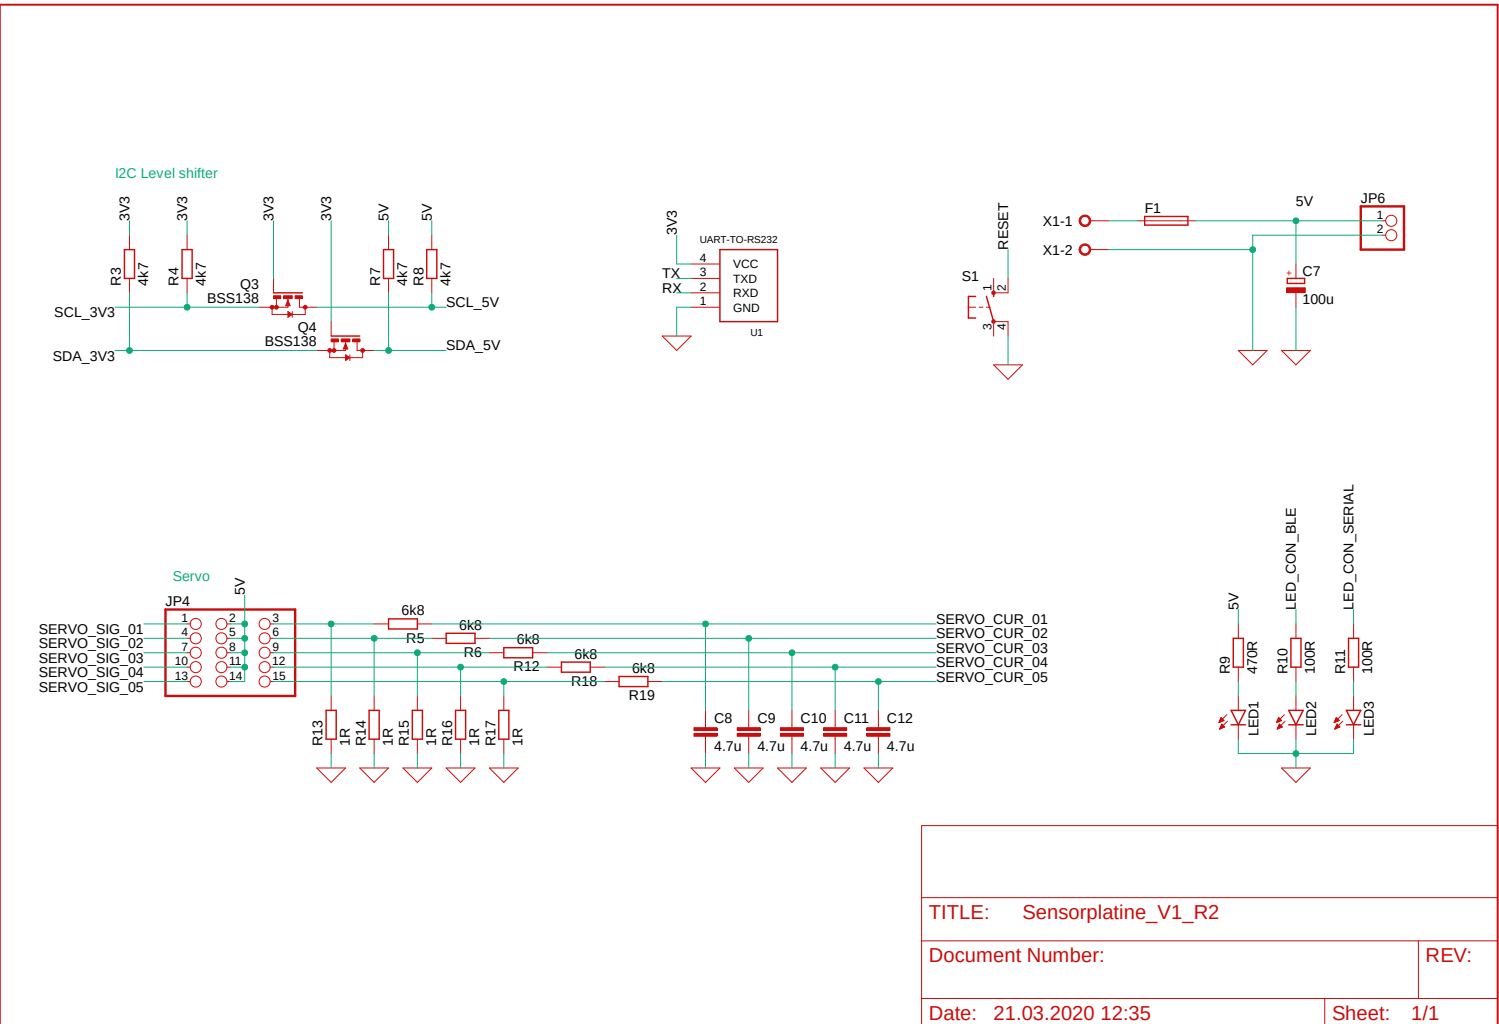 I2C Level shifter
3V3
3V3
3V3
3V3
5V
5V
R3
4k7
R4
4k7
Q3
BSS138
R7
4k7
R8
4k7
SCL_3V3
SCL_5V
Q4
BSS138
SDA_3V3
SDA_5V
3V3
UART-TO-RS232
TX
RX
4 VCC
3 TXD
2 RXD
1 GND
U1
RESET
S1
1
2
3
4
X1-1
X1-2
F1
5V
JP6
1
2
+
C7
100u
Servo
5V
JP4
SERVO_SIG_01
SERVO_SIG_02
SERVO_SIG_03
SERVO_SIG_04
SERVO_SIG_05
1 2 3
4 5 6
7 8 9
10 11 12
13 14 15
6k8
R5
6k8
R6
6k8
R12
6k8
R18
6k8
R19
SERVO_CUR_01
SERVO_CUR_02
SERVO_CUR_03
SERVO_CUR_04
SERVO_CUR_05
R13
1R
R14
1R
R15
1R
R16
1R
R17
1R
C8
4.7u
C9
4.7u
C10
4.7u
C11
4.7u
C12
4.7u
5V
LED_CON_BLE
LED_CON_SERIAL
R9
470R
R10
100R
R11
100R
LED1
LED2
LED3
TITLE: Sensorplatine_V1_R2
Document Number:
REV:
Date: 21.03.2020 12:35
Sheet: 1/1